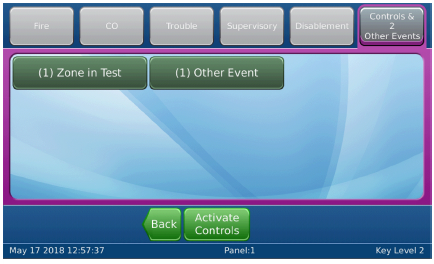 Fire
CO
Trouble
Supervisory
Disablement
Controls &
2
Other Events
(1) Zone in Test
(1) Other Event
Back
Activate
Controls
May 17 2018 12:57:37
Panel:1
Key Level 2